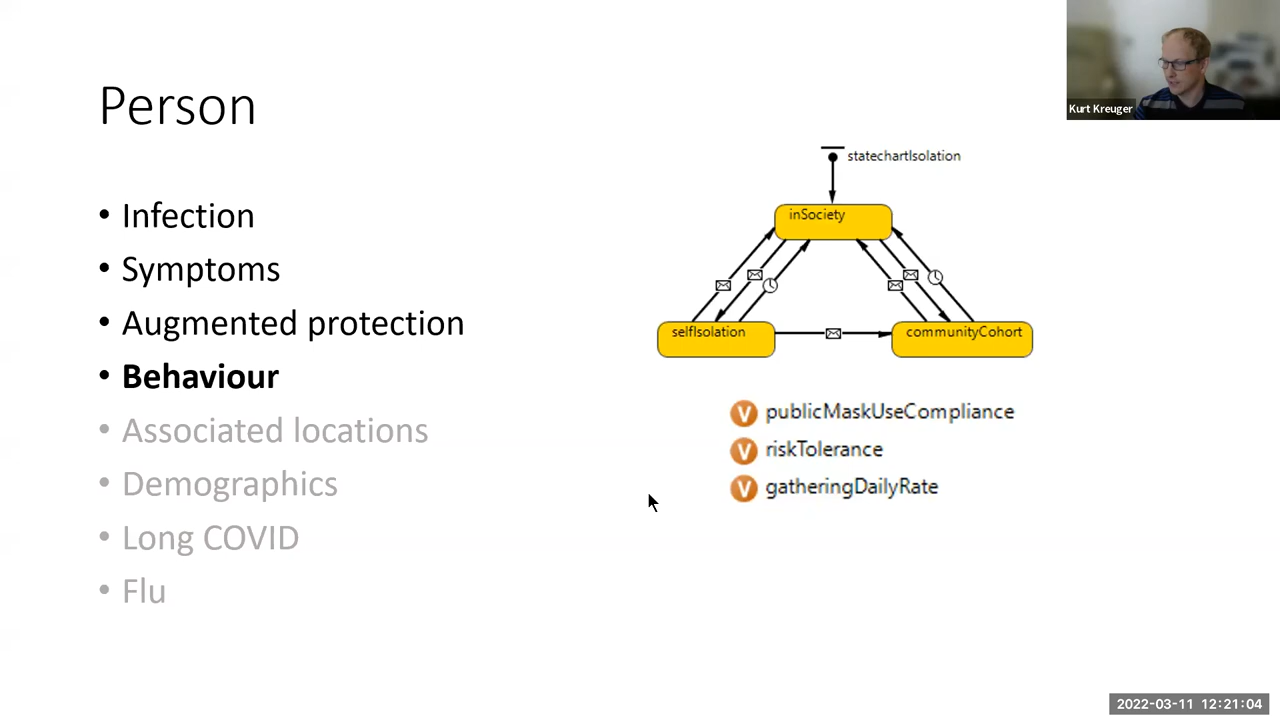 Person
• Infection
• Symptoms
• Augmented protection
• Behaviour
• Associated locations
• Demographics
• Long COVID
• Flu
statechartIsolation
inSociety
selfIsolation
communityCohort
V publicMaskUseCompliance
V riskTolerance
V gatheringDailyRate
Kurt Kreuger
2022-03-11 12:21:04